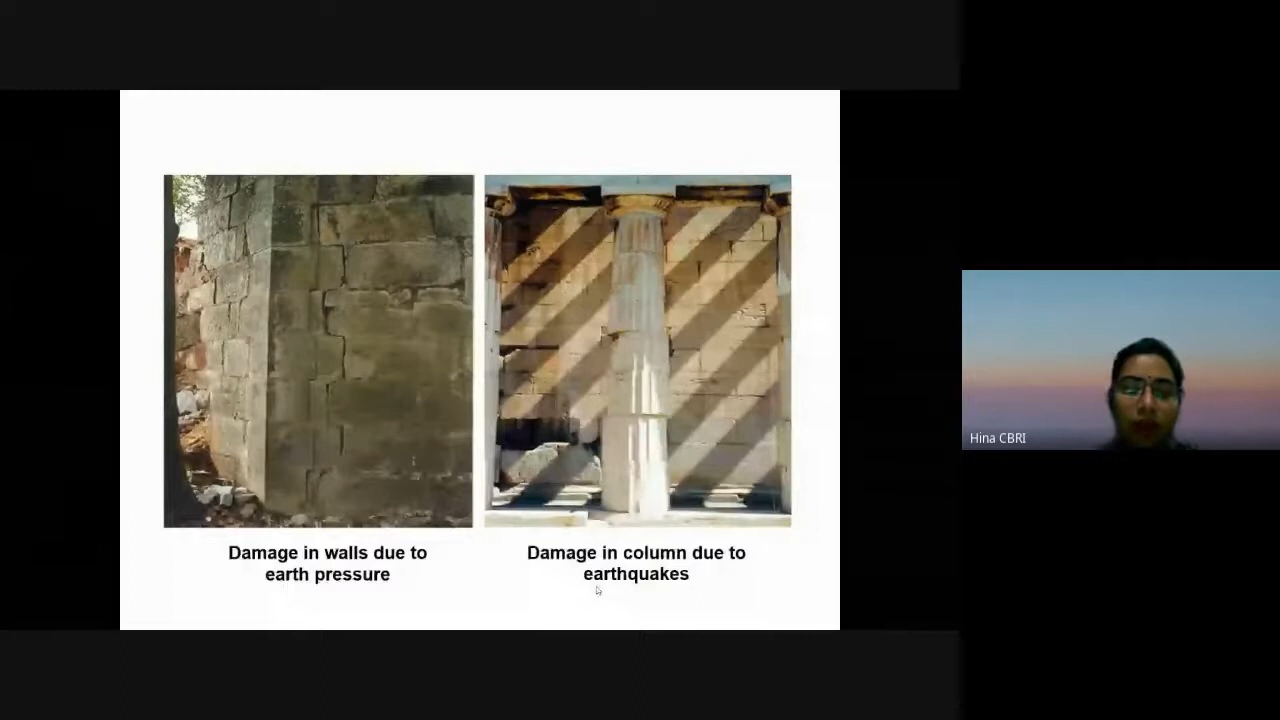 Damage in walls due to
earth pressure
Damage in column due to
earthquakes
Hina CBRI